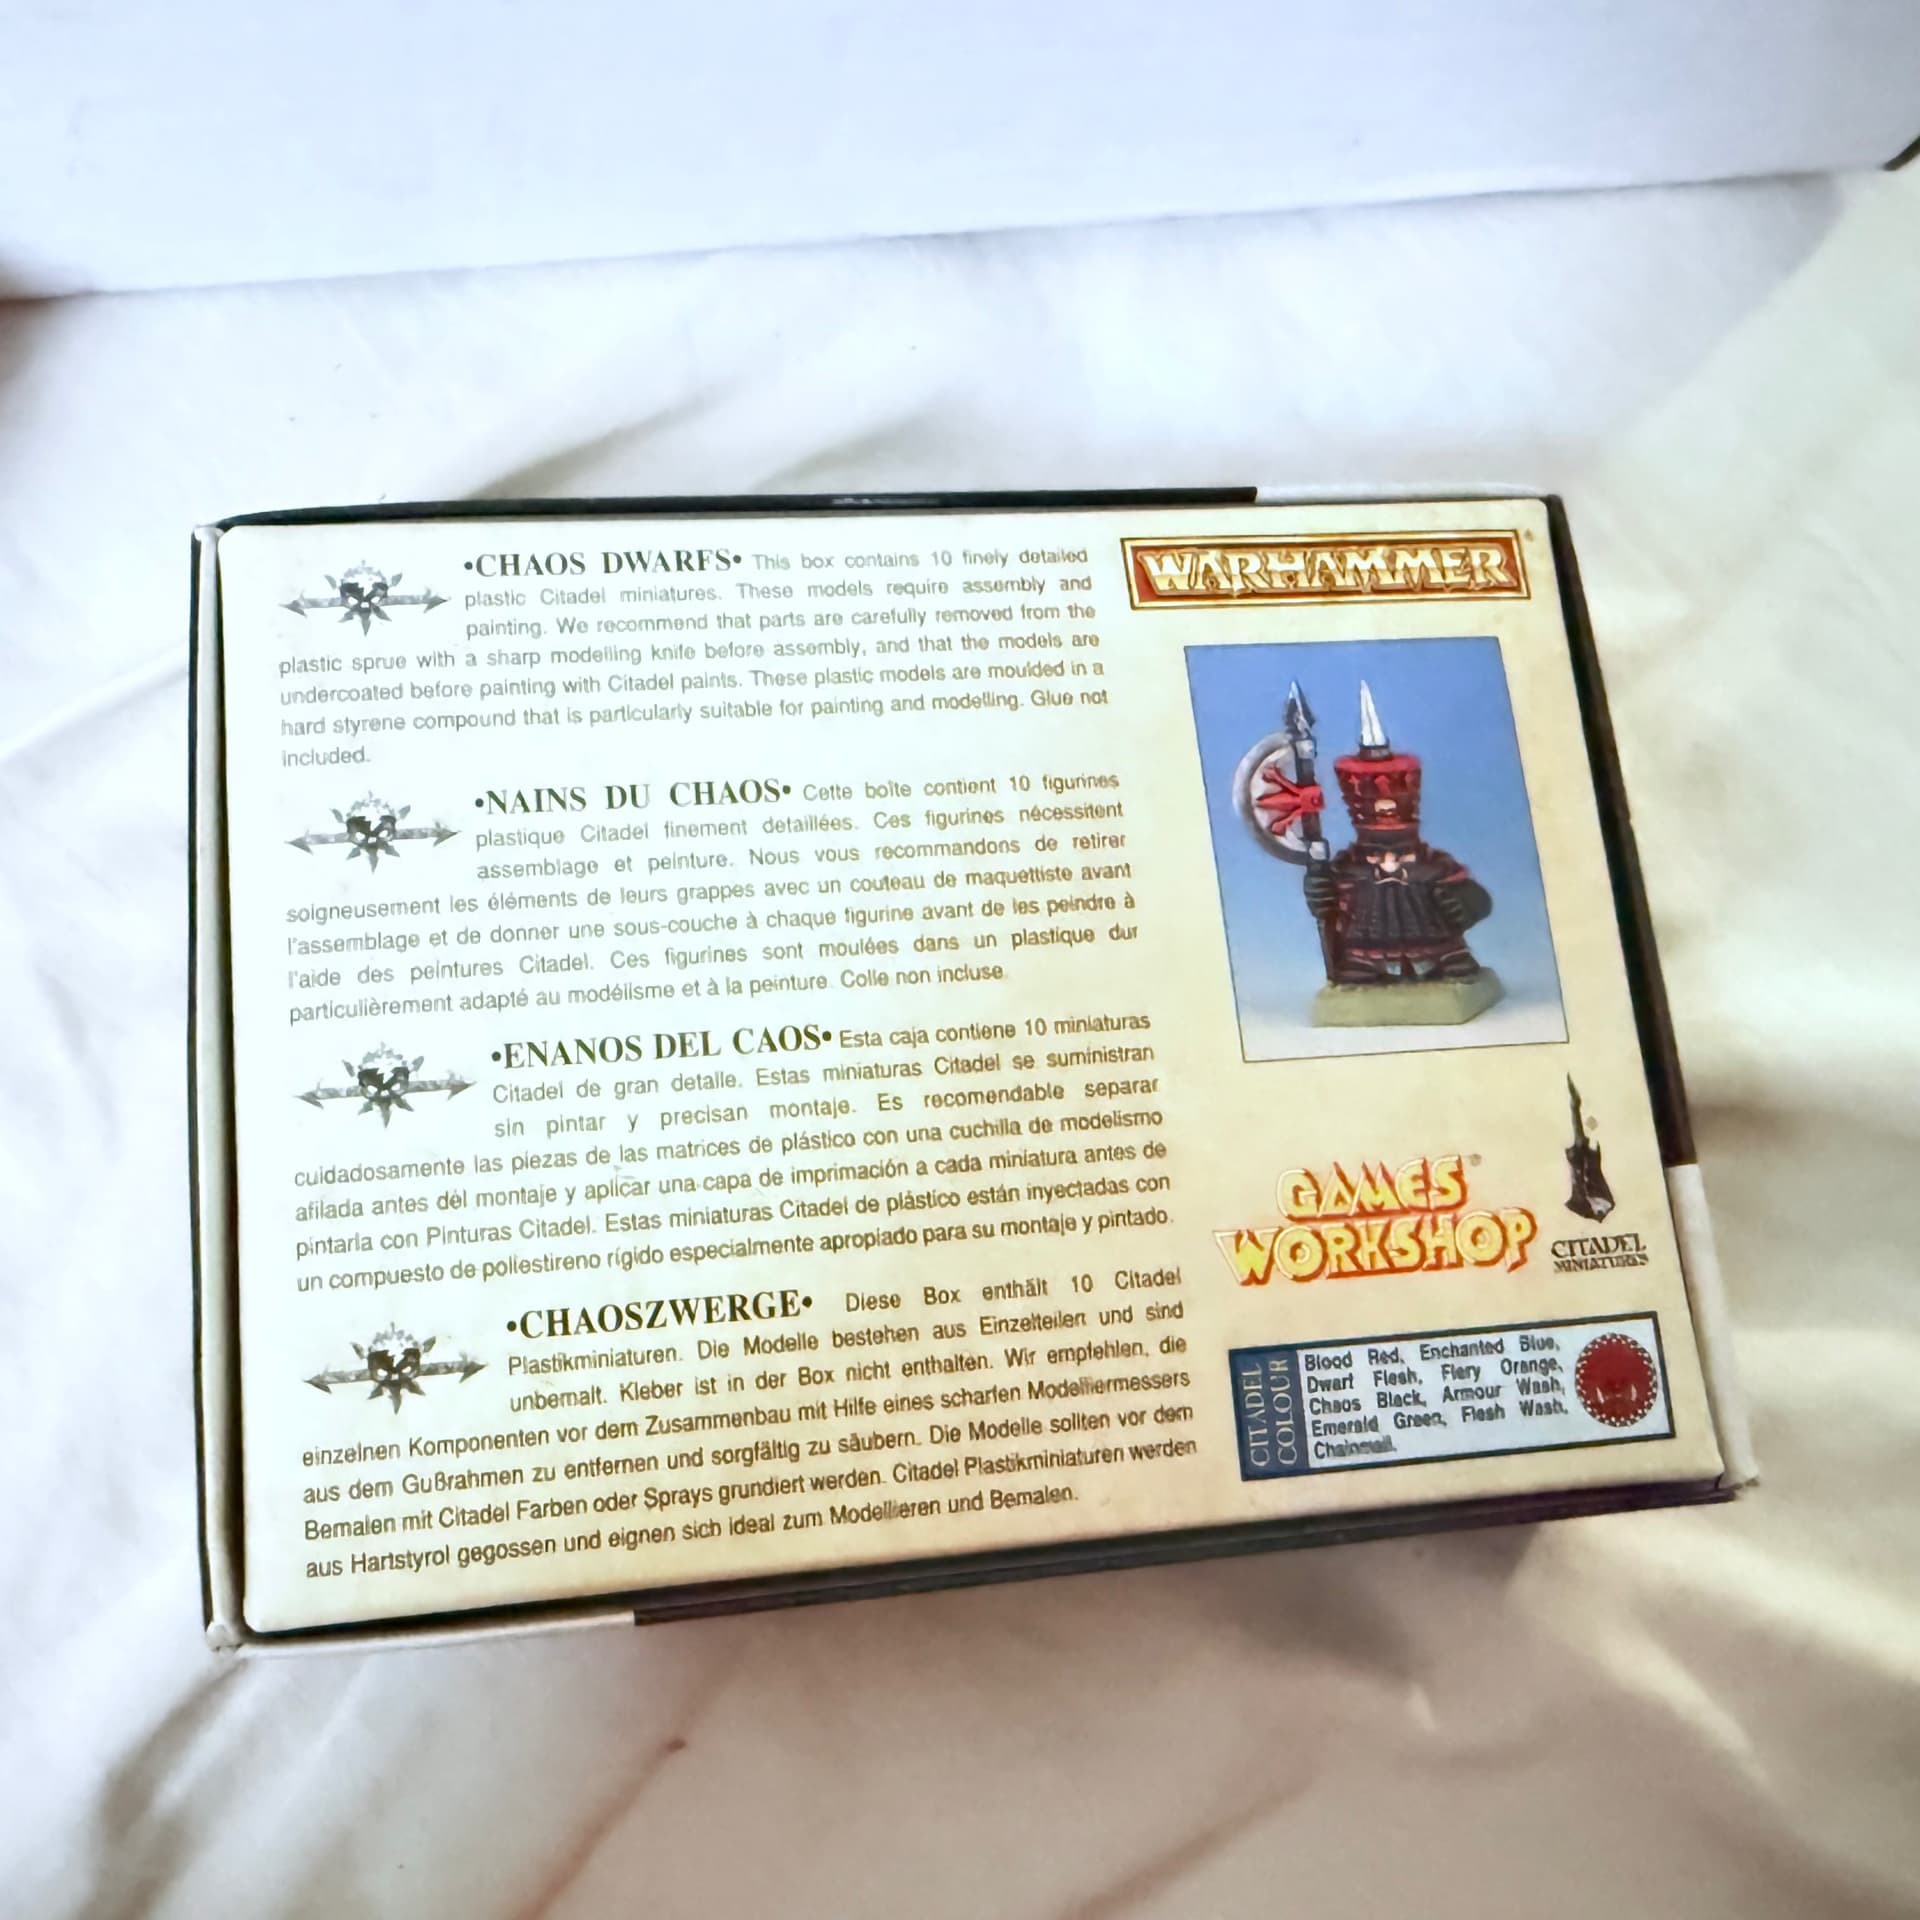 •CHAOS DWARFS• This box contains 10 finely detailed
plastic Citadel miniatures. These models require assembly and
painting. We recommend that parts are carefully removed from the
plastic sprue with a sharp modelling knife before assembly, and that the models are
undercoated before painting with Citadel paints. These plastic models are moulded in a
hard styrene compound that is particularly suitable for painting and modelling. Glue not
included.
•NAINS DU CHAOS• Cette boîte contient 10 figurines
plastique Citadel finement detaillées. Ces figurines nécessitent
assemblage et peinture. Nous vous recommandons de retirer
soigneusement les éléments de leurs grappes avec un couteau de maquettiste avant
l'assemblage et de donner une sous-couche à chaque figurine avant de les peindre à
l'aide des peintures Citadel. Ces figurines sont moulées dans un plastique dur
particulièrement adapté au modélisme et à la peinture. Colle non incluse
•ENANOS DEL CAOS• Esta caja contiene 10 miniaturas
Citadel de gran detalle. Estas miniaturas Citadel se suministran
sin pintar y precisan montaje. Es recomendable separar
cuidadosamente las piezas de las matrices de plástico con una cuchilla de modelismo
afilada antes del montaje y aplicar una capa de imprimación a cada miniatura antes de
pintarla con Pinturas Citadel. Estas miniaturas Citadel de plástico están inyectadas con
un compuesto de poliestireno rígido especialmente apropiado para su montaje y pintado.
•CHAOSZWERGE• Diese Box enthält 10 Citadel
Plastikminiaturen. Die Modelle bestehen aus Einzelteilen und sind
unbemalt. Kleber ist in der Box nicht enthalten. Wir empfehlen, die
einzelnen Komponenten vor dem Zusammenbau mit Hilfe eines scharfen Modelliermessers
aus dem Gußrahmen zu entfernen und sorgfältig zu säubern. Die Modelle sollten vor dem
Bemalen mit Citadel Farben oder Sprays grundiert werden. Citadel Plastikminiaturen werden
aus Hartstyrol gegossen und eignen sich ideal zum Modellieren und Bemalen.
WARHAMMER®
GAMES®
WORKSHOP
CITADEL
MINIATURES
CITADEL
COLOUR
Blood Red, Enchanted Blue,
Dwarf Flesh, Fiery Orange,
Chaos Black, Armour Wash,
Emerald Green, Flesh Wash,
Chainmail.